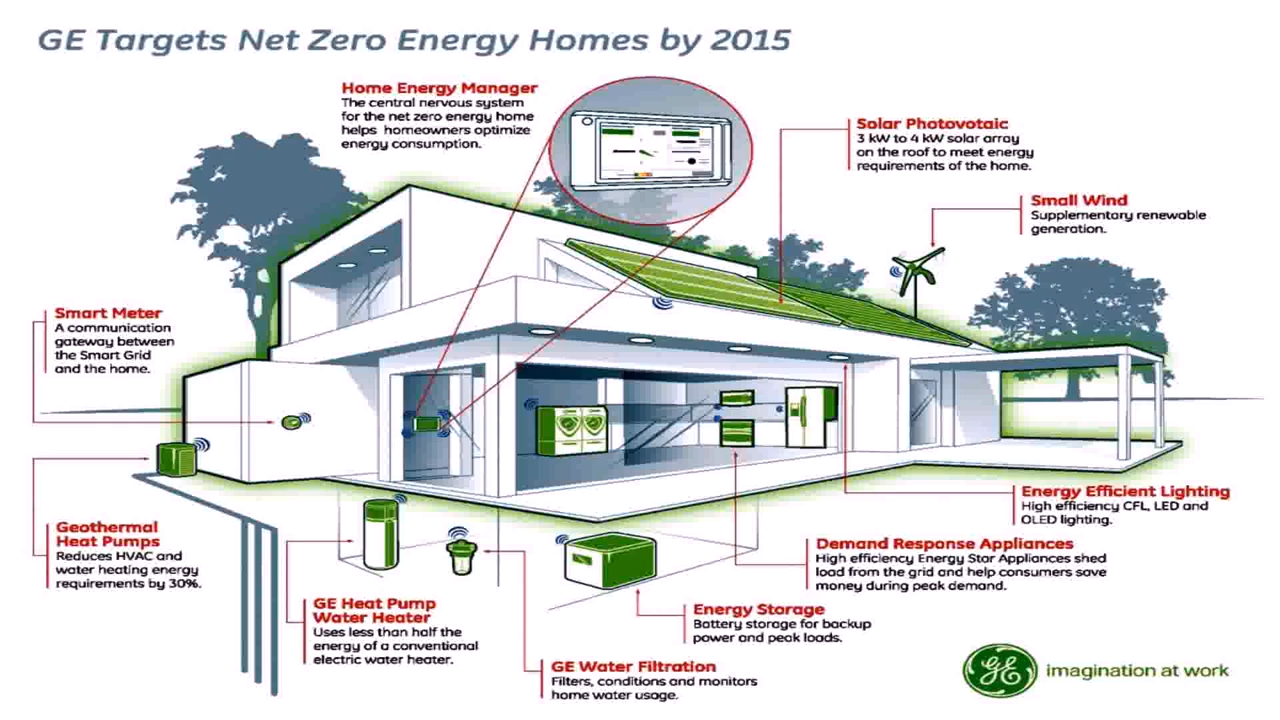 GE Targets Net Zero Energy Homes by 2015
Home Energy Manager
The central nervous system
for the net zero energy home
helps homeowners optimize
energy consumption.
Solar Photovotaic
3 kW to 4 kW solar array
on the roof to meet energy
requirements of the home.
Small Wind
Supplementary renewable
generation.
Smart Meter
A communication
gateway between
the Smart Grid
and the home.
Geothermal
Heat Pumps
Reduces HVAC and
water heating energy
requirements by 30%.
GE Heat Pump
Water Heater
Uses less than half the
energy of a conventional
electric water heater.
GE Water Filtration
Filters, conditions and monitors
home water usage.
Energy Storage
Battery storage for backup
power and peak loads.
Demand Response Appliances
High efficiency Energy Star Appliances shed
load from the grid and help consumers save
money during peak demand.
Energy Efficient Lighting
High efficiency CFL, LED and
OLED lighting.
GE
imagination at work